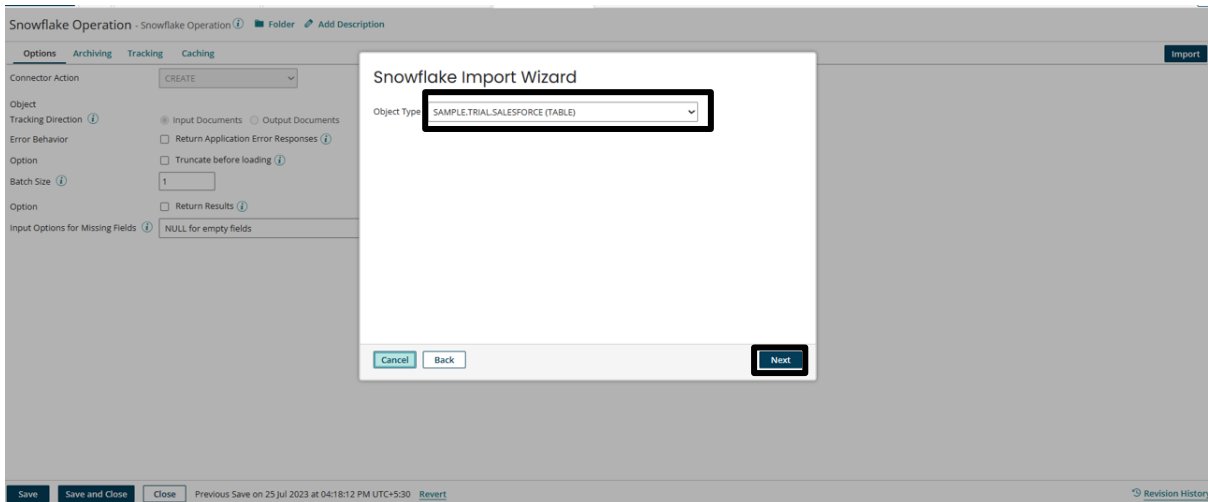 Snowflake Operation - Snowflake Operation i Folder Add Description
Options Archiving Tracking Caching
Import
Connector Action CREATE
Object
Tracking Direction i Input Documents Output Documents
Error Behavior Return Application Error Responses i
Option Truncate before loading i
Batch Size i 1
Option Return Results i
Input Options for Missing Fields i NULL for empty fields
Snowflake Import Wizard
Object Type SAMPLE.TRIAL.SALESFORCE (TABLE)
Cancel Back Next
Save Save and Close Close Previous Save on 25 Jul 2023 at 04:18:12 PM UTC+5:30 Revert Revision History